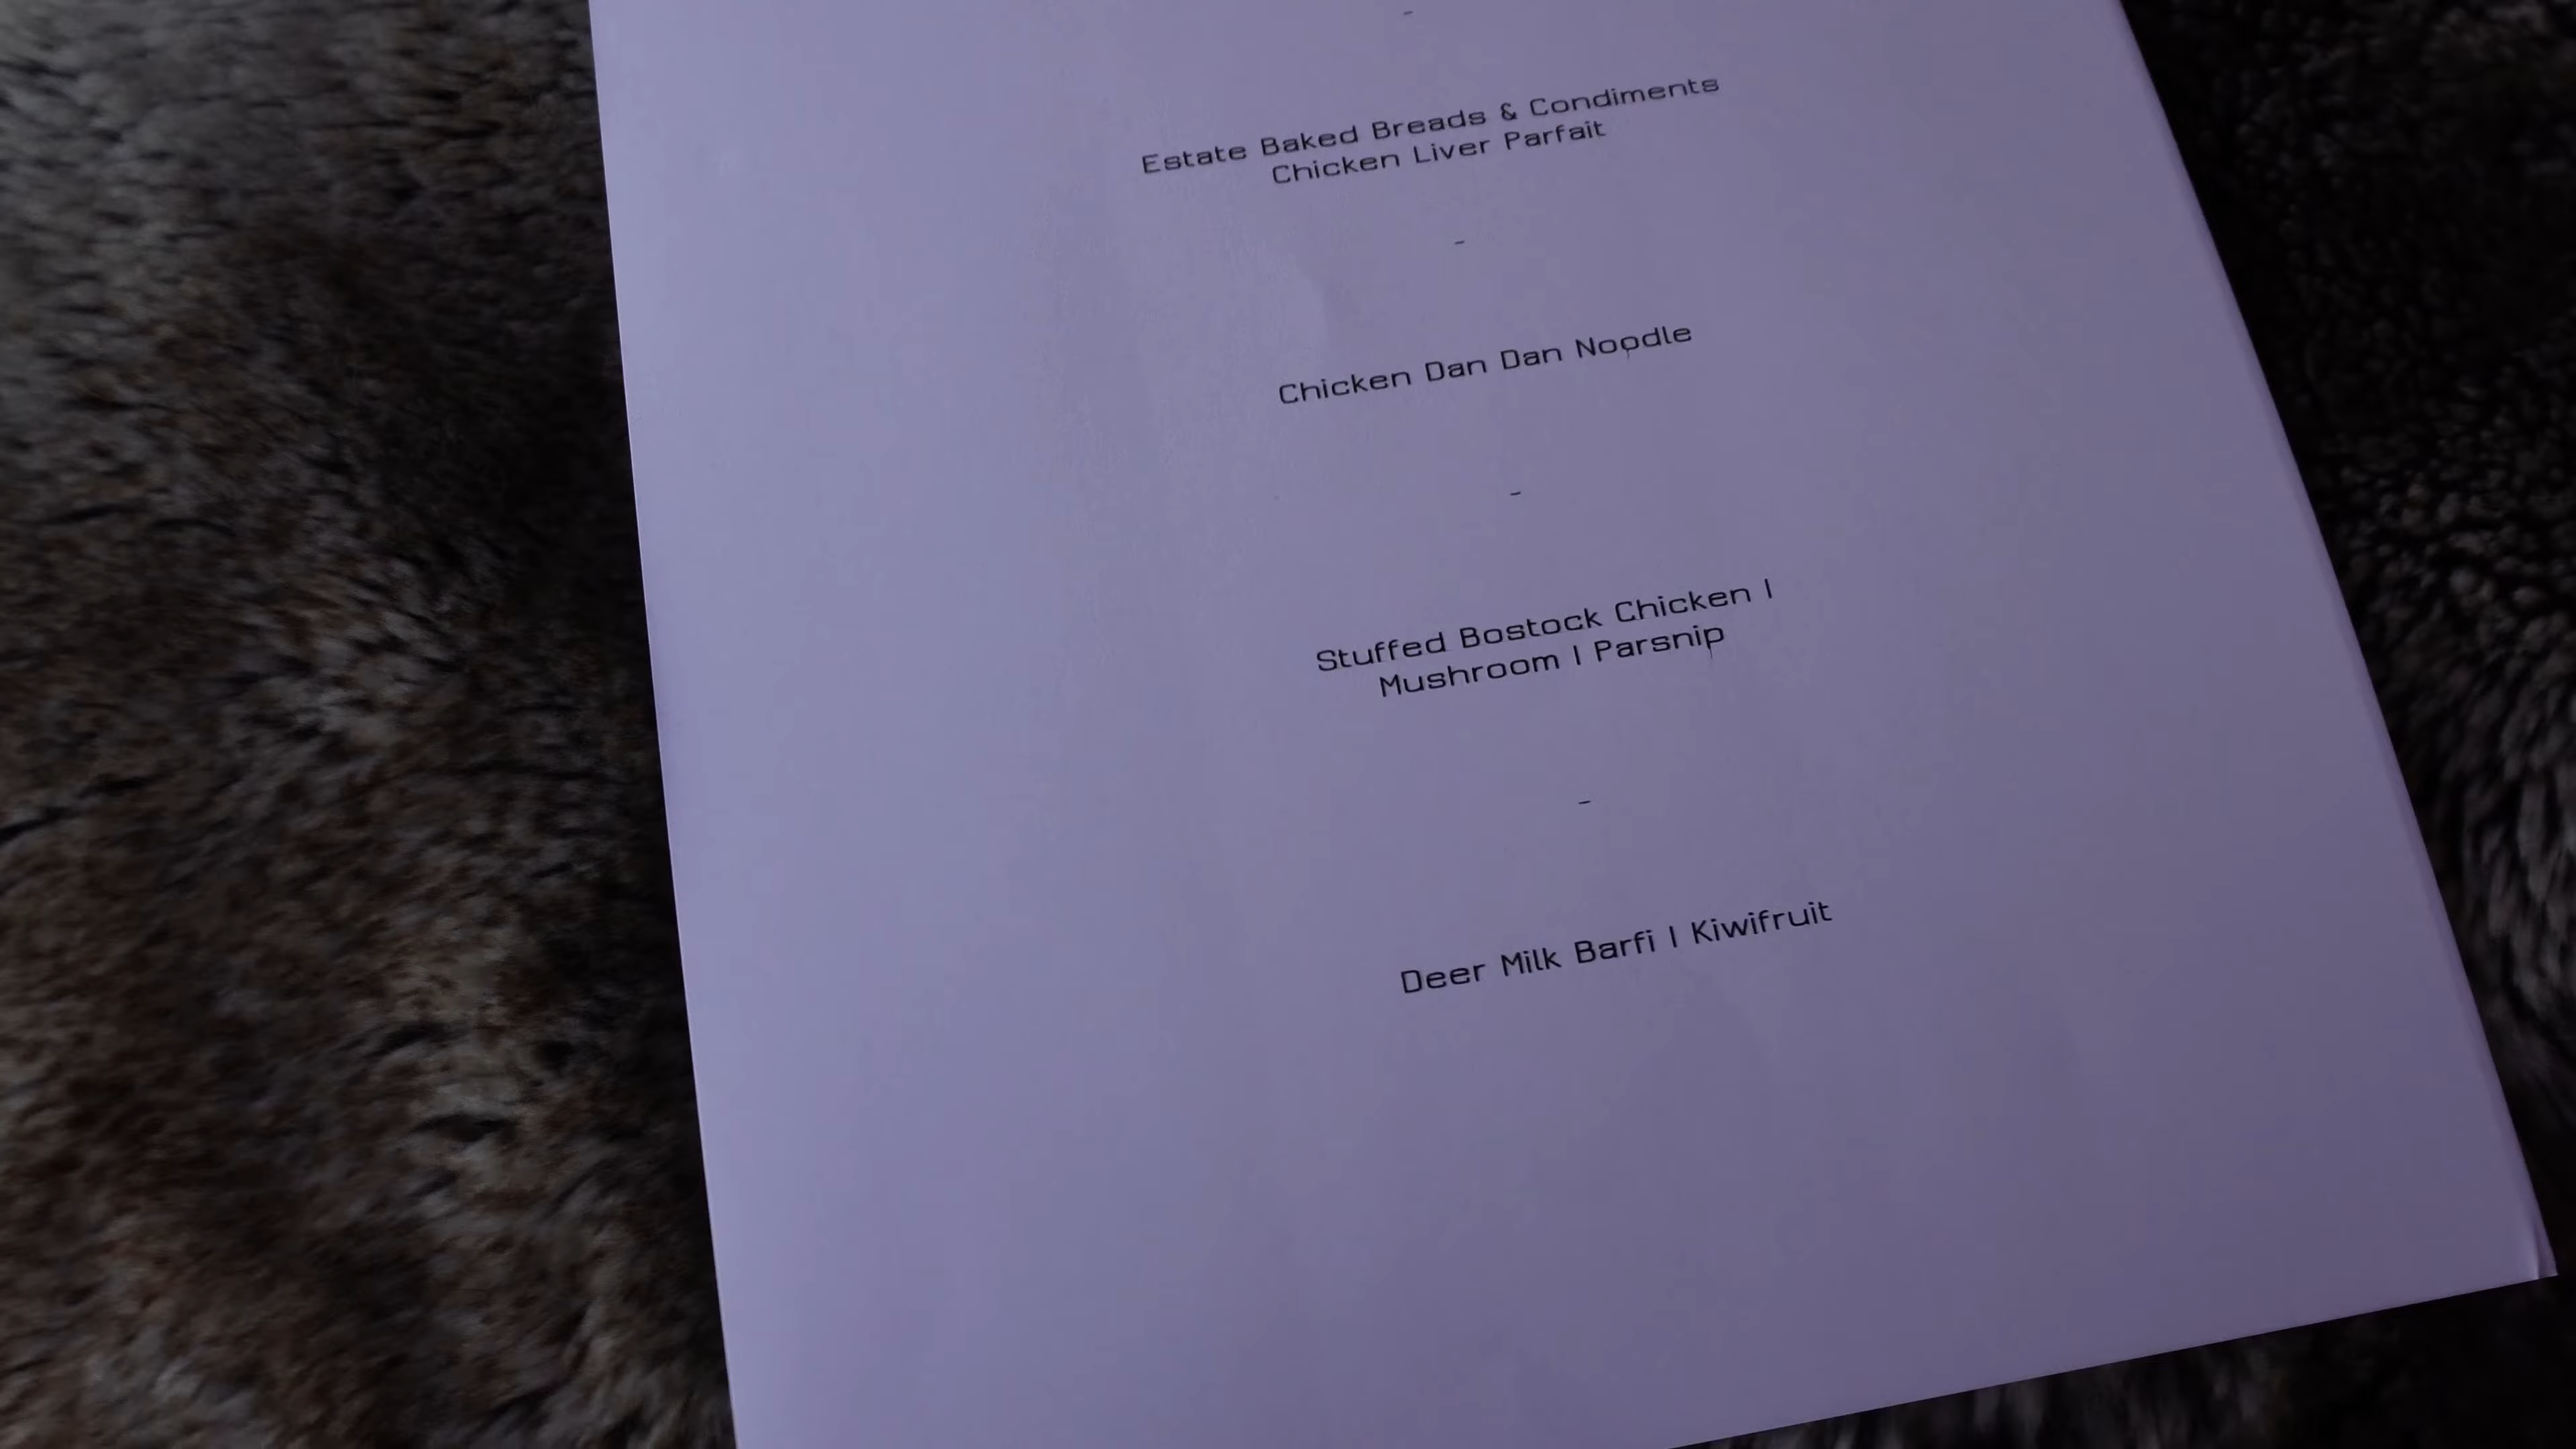 -
Estate Baked Breads & Condiments
Chicken Liver Parfait
-
Chicken Dan Dan Noodle
-
Stuffed Bostock Chicken |
Mushroom | Parsnip
-
Deer Milk Barfi | Kiwifruit